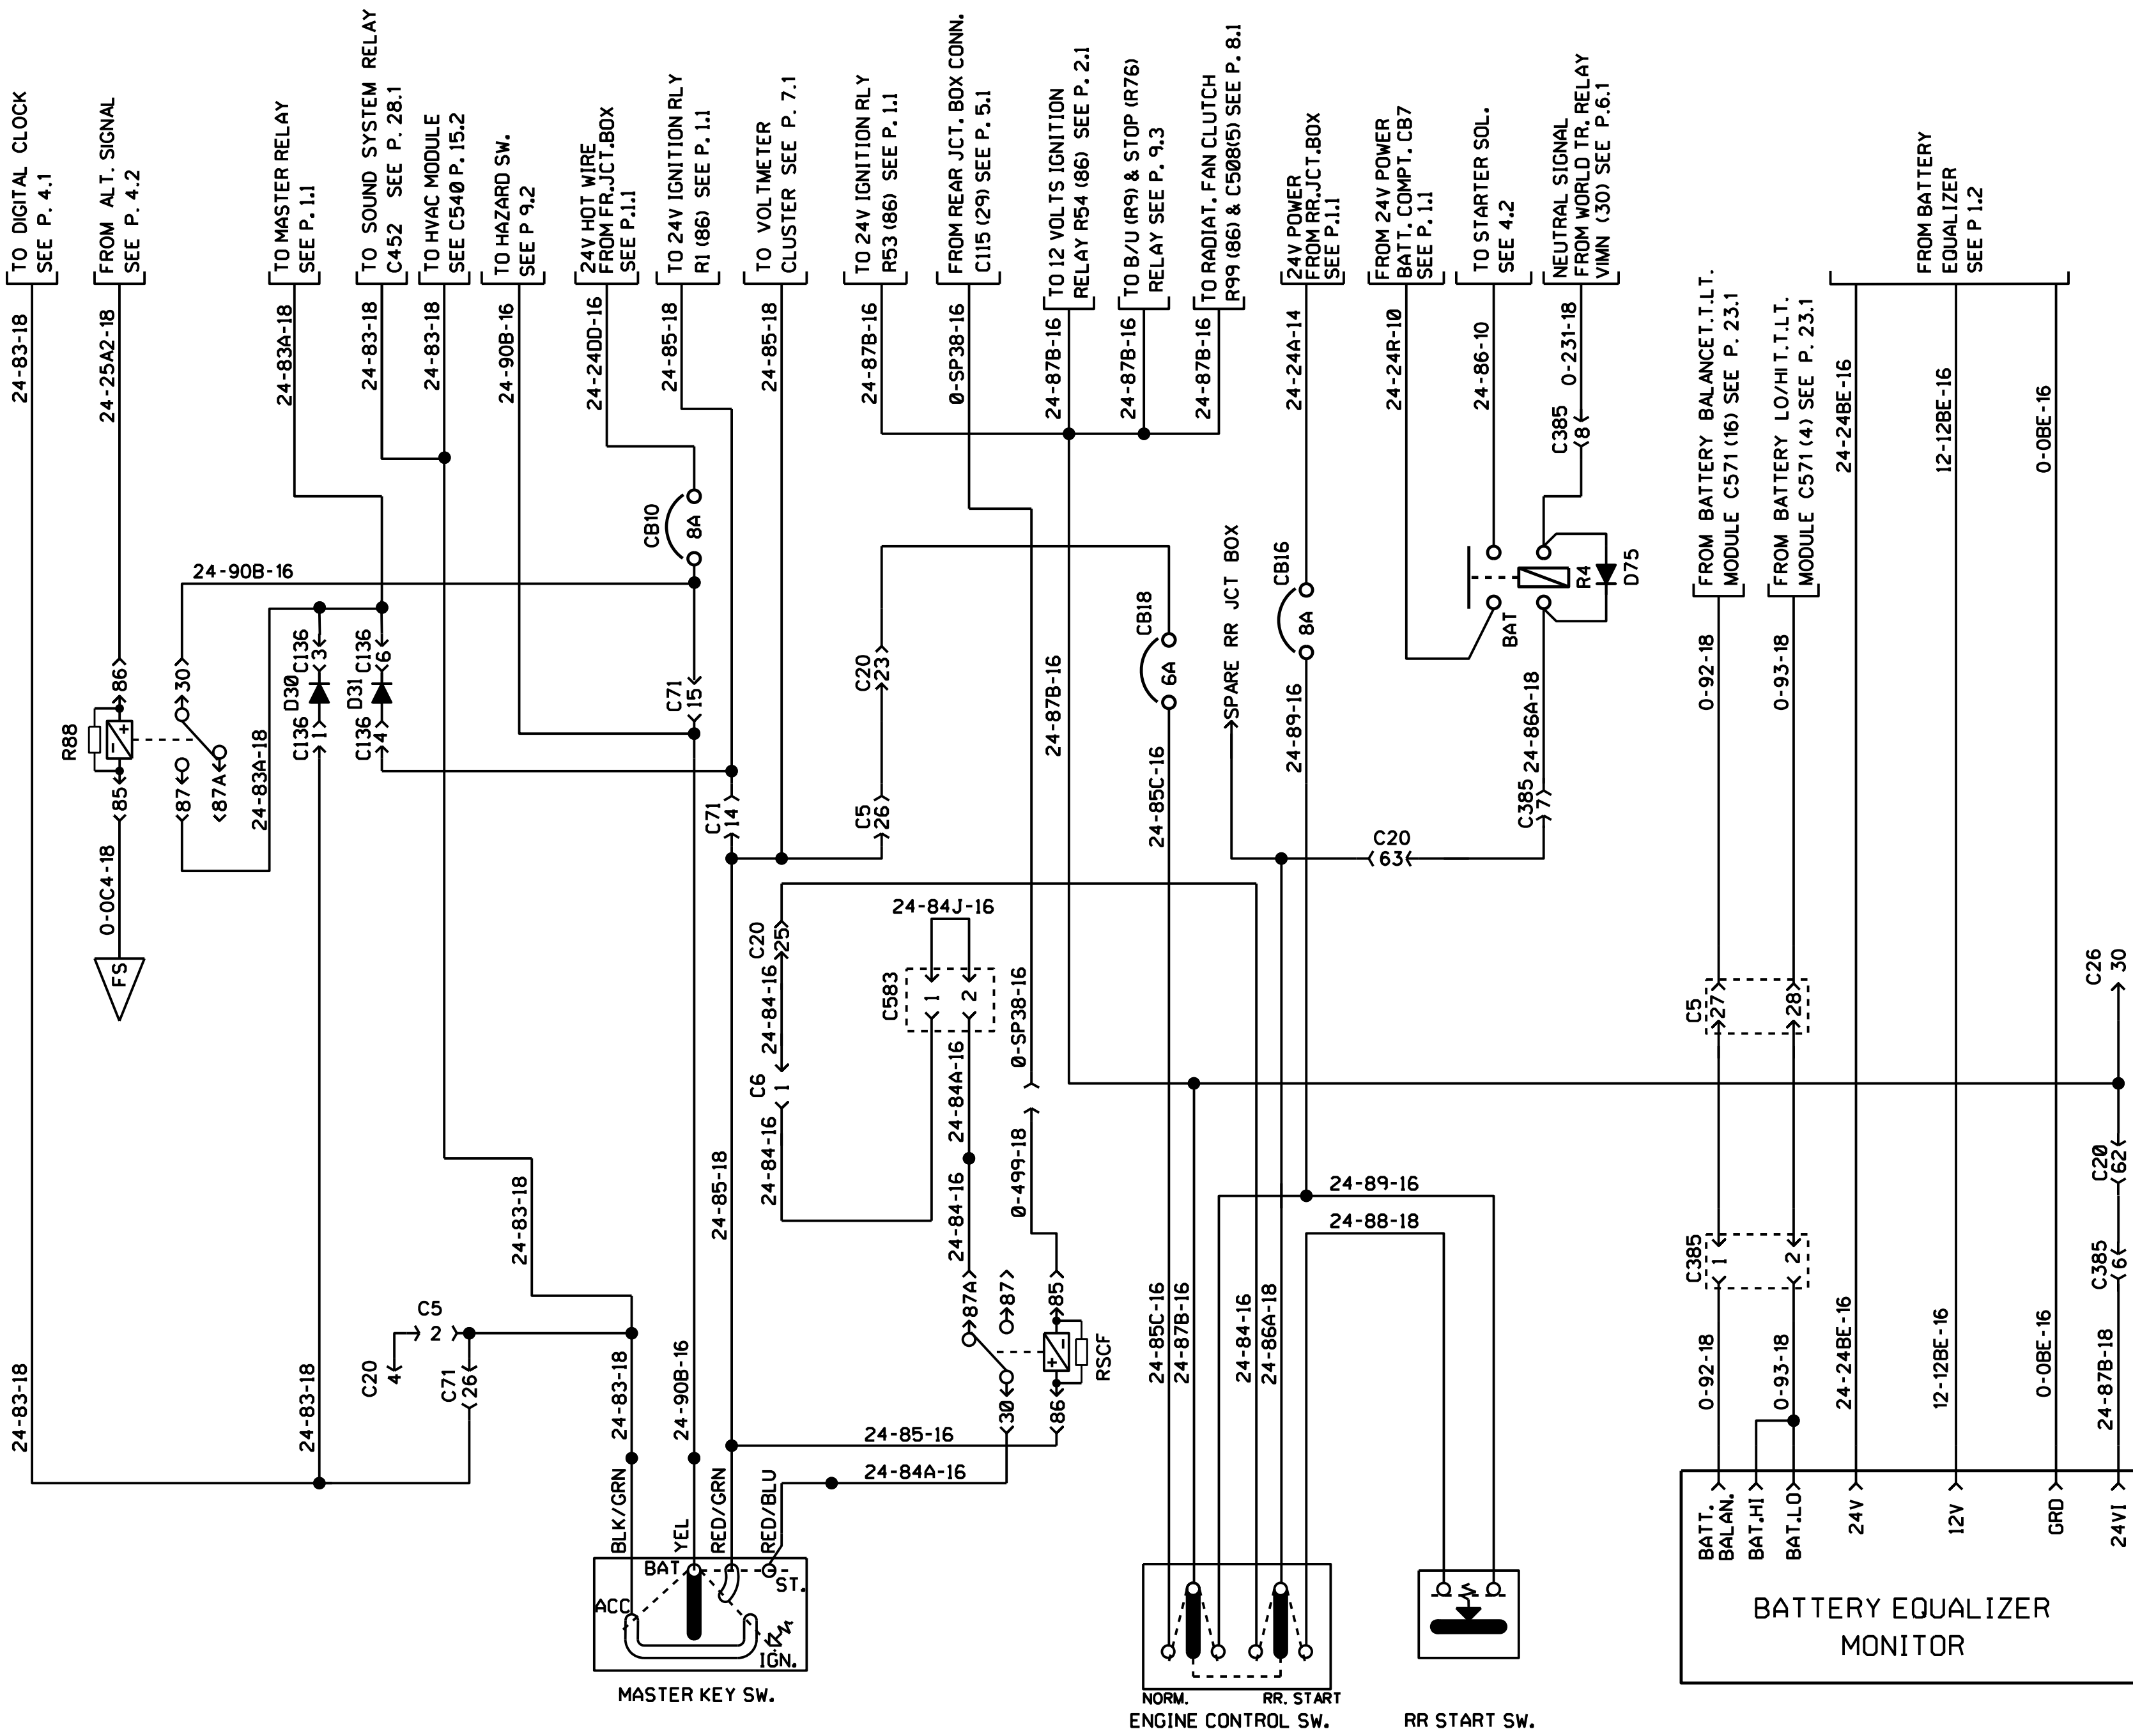 TO DIGITAL CLOCK
SEE P. 4.1
FROM ALT. SIGNAL
SEE P. 4.2
TO MASTER RELAY
SEE P. 1.1
TO SOUND SYSTEM RELAY
C452 SEE P. 28.1
TO HVAC MODULE
SEE C540 P. 15.2
TO HAZARD SW.
SEE P 9.2
24V HOT WIRE
FROM FR.JCT.BOX
SEE P.1.1
TO 24V IGNITION RLY
R1 (86) SEE P. 1.1
TO VOLTMETER
CLUSTER SEE P. 7.1
TO 24V IGNITION RLY
R53 (86) SEE P. 1.1
FROM REAR JCT. BOX CONN.
C115 (29) SEE P. 5.1
TO 12 VOLTS IGNITION
RELAY R54 (86) SEE P. 2.1
TO B/U (R9) & STOP (R76)
RELAY SEE P. 9.3
TO RADIAT. FAN CLUTCH
R99 (86) & C508(5) SEE P. 8.1
24V POWER
FROM RR.JCT.BOX
SEE P.1.1
FROM 24V POWER
BATT. COMPT. CB7
SEE P. 1.1
TO STARTER SOL.
SEE 4.2
NEUTRAL SIGNAL
FROM WORLD TR. RELAY
VIMN (30) SEE P.6.1
FROM BATTERY BALANCE T.T.LT.
MODULE C571 (16) SEE P. 23.1
FROM BATTERY LO/HI T.T.LT.
MODULE C571 (4) SEE P. 23.1
FROM BATTERY
EQUALIZER
SEE P 1.2
24-83-18
24-25A2-18
24-83A-18
24-83-18
24-83-18
24-90B-16
24-24DD-16
24-85-18
24-85-18
24-87B-16
0-SP38-16
24-87B-16
24-87B-16
24-87B-16
24-24A-14
24-24R-10
24-86-10
0-231-18
C385
8
24-24BE-16
12-12BE-16
0-0BE-16
CB10
8A
24-90B-16
SPARE RR JCT BOX
CB16
8A
CB18
6A
R4
D75
BAT
R88
86
85
+
-
30
87
87A
24-83A-18
D30
C136
3
C136
1
D31
C136
6
C136
4
C71
15
C20
23
24-87B-16
24-85C-16
24-89-16
24-86A-18
0-92-18
0-93-18
C71
14
C5
26
C385
7
C20
63
0-0C4-18
FS
24-84J-16
C20
25
24-84-16
C583
1
2
0-SP38-16
C5
27
28
C26
30
C6
1
24-84-16
24-84A-16
24-84-16
0-499-18
24-85-18
24-83-18
24-89-16
24-88-18
C20
62
C385
1
2
C385
6
C5
2
C20
4
C71
26
87A
87
85
-
+
RSCF
30
86
24-83-18
24-83-18
24-83-18
24-90B-16
24-85-16
24-84A-16
24-85C-16
24-87B-16
24-84-16
24-86A-18
0-92-18
0-93-18
24-24BE-16
12-12BE-16
0-0BE-16
24-87B-18
BLK/GRN
YEL
RED/GRN
RED/BLU
BAT
ST.
ACC
IGN.
MASTER KEY SW.
NORM.
RR. START
ENGINE CONTROL SW.
RR START SW.
BATT.
BALAN.
BAT.HI
BAT.LO
24V
12V
GRD
24VI
BATTERY EQUALIZER
MONITOR